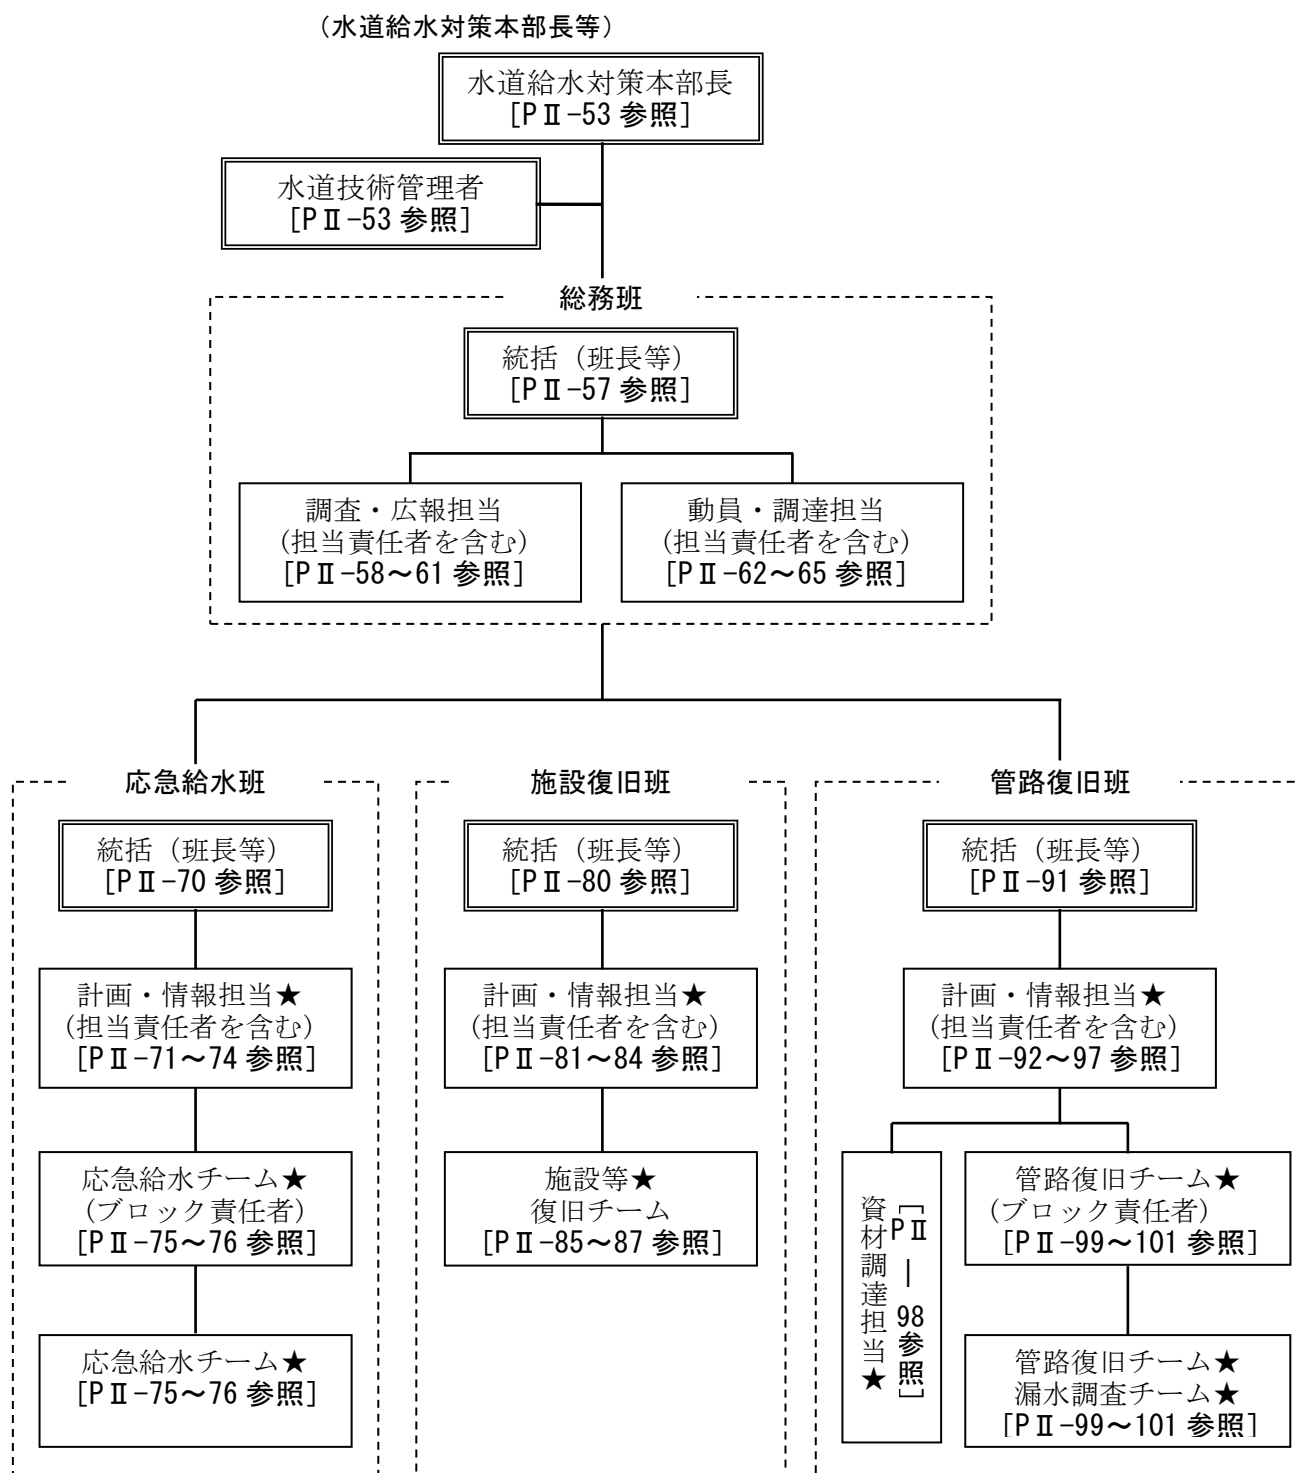 （水道給水対策本部長等）
水道給水対策本部長
［PⅡ-53 参照］
水道技術管理者
［PⅡ-53 参照］
総務班
統括（班長等）
［PⅡ-57 参照］
調査・広報担当
(担当責任者を含む)
［PⅡ-58～61 参照］
動員・調達担当
(担当責任者を含む)
［PⅡ-62～65 参照］
応急給水班
統括（班長等）
［PⅡ-70 参照］
計画・情報担当★
(担当責任者を含む)
［PⅡ-71～74 参照］
応急給水チーム★
(ブロック責任者)
［PⅡ-75～76 参照］
応急給水チーム★
［PⅡ-75～76 参照］
施設復旧班
統括（班長等）
［PⅡ-80 参照］
計画・情報担当★
(担当責任者を含む)
［PⅡ-81～84 参照］
施設等★
復旧チーム
［PⅡ-85～87 参照］
管路復旧班
統括（班長等）
［PⅡ-91 参照］
計画・情報担当★
(担当責任者を含む)
［PⅡ-92～97 参照］
資材調達担当★
［PⅡ-98 参照］
管路復旧チーム★
(ブロック責任者)
［PⅡ-99～101 参照］
管路復旧チーム★
漏水調査チーム★
［PⅡ-99～101 参照］